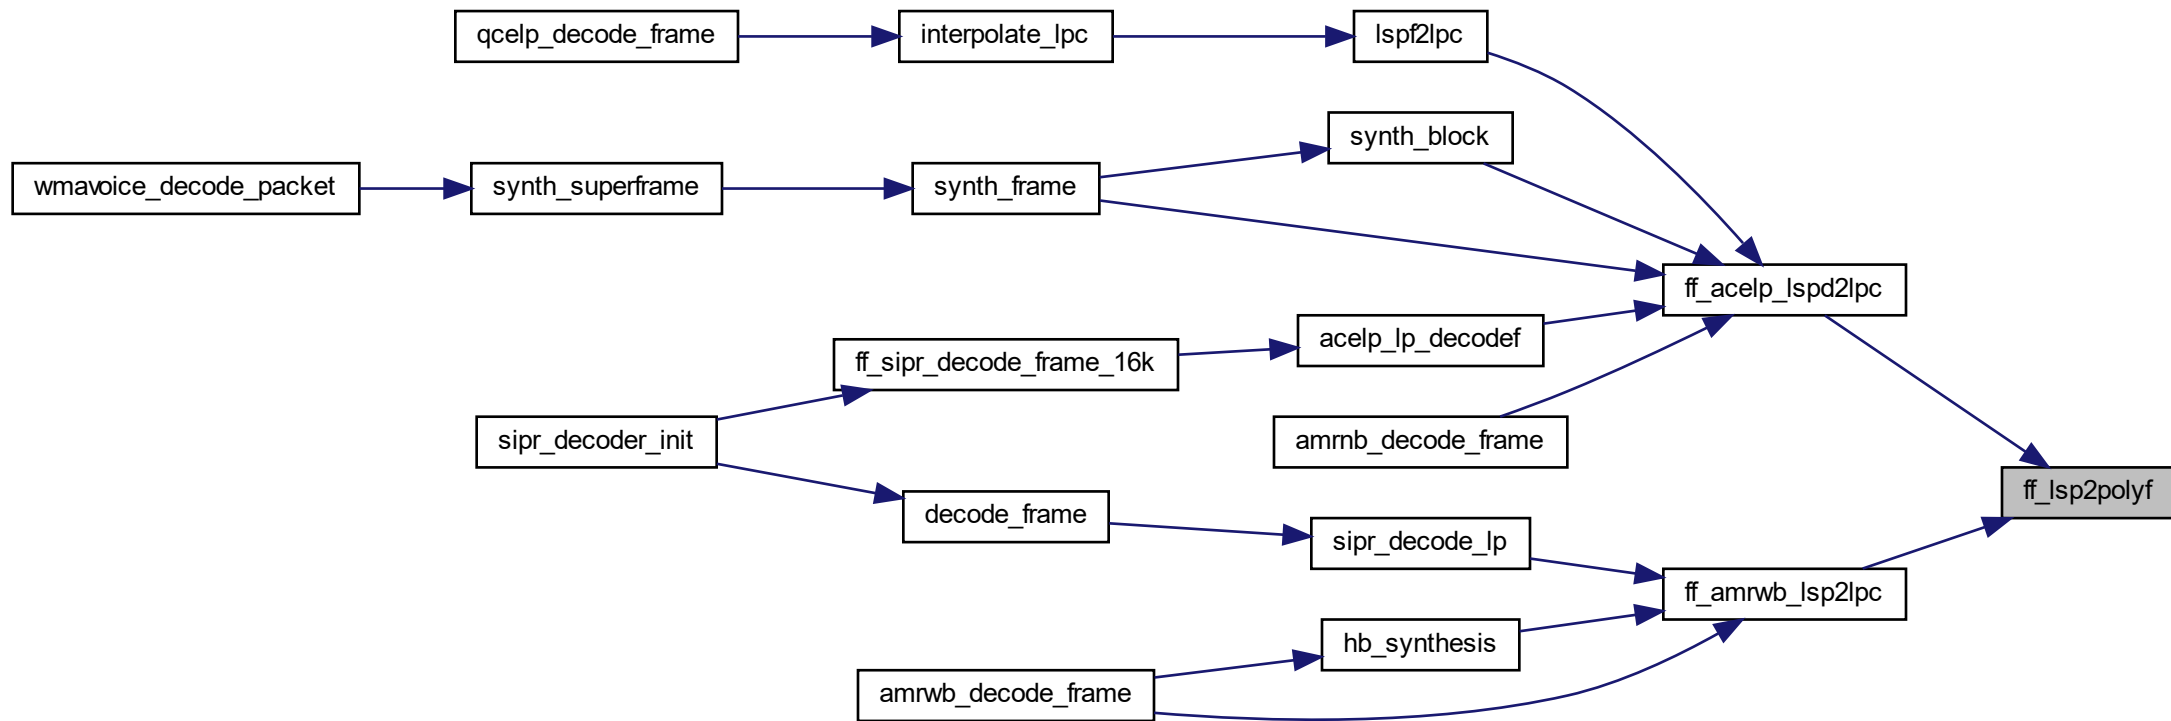 qcelp_decode_frame
interpolate_lpc
lspf2lpc
synth_block
wmavoice_decode_packet
synth_superframe
synth_frame
ff_acelp_lspd2lpc
acelp_lp_decodef
ff_sipr_decode_frame_16k
sipr_decoder_init
amrnb_decode_frame
ff_lsp2polyf
decode_frame
sipr_decode_lp
ff_amrwb_lsp2lpc
hb_synthesis
amrwb_decode_frame